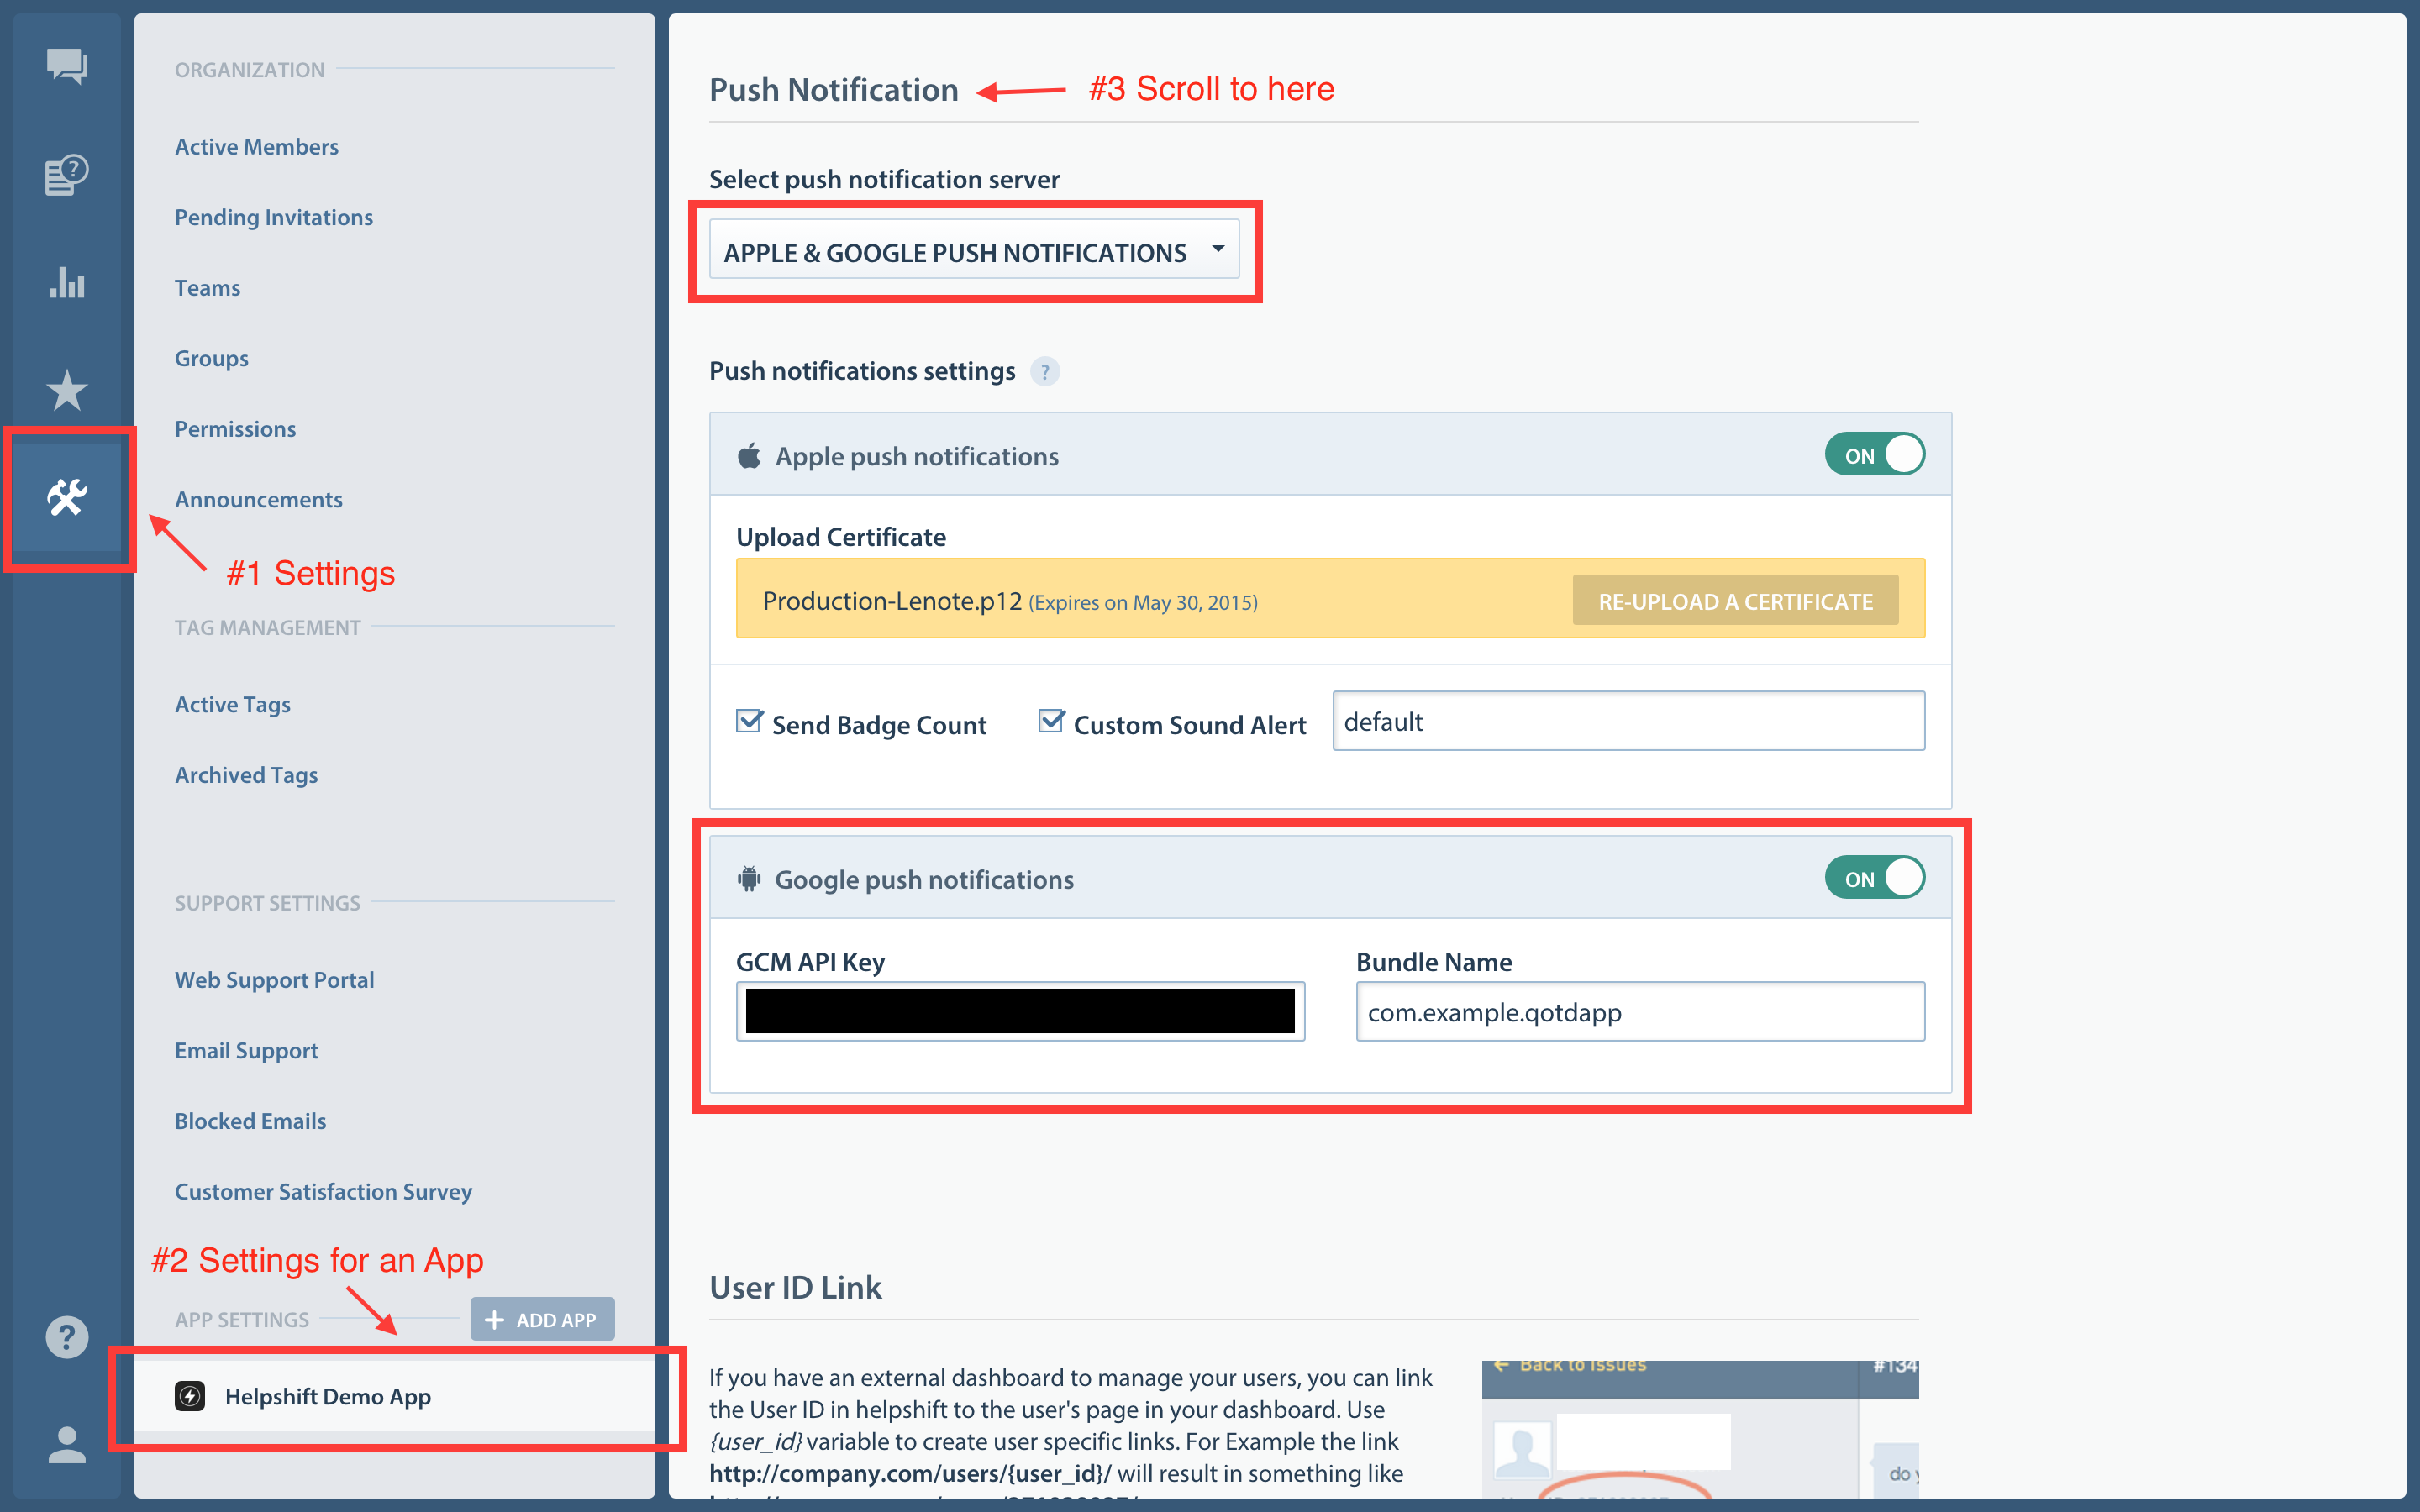 ORGANIZATION
Active Members
Pending Invitations
Teams
Groups
Permissions
Announcements
#1 Settings
TAG MANAGEMENT
Active Tags
Archived Tags
SUPPORT SETTINGS
Web Support Portal
Email Support
Blocked Emails
Customer Satisfaction Survey
#2 Settings for an App
APP SETTINGS
+ ADD APP
Helpshift Demo App
?
Push Notification
#3 Scroll to here
Select push notification server
APPLE & GOOGLE PUSH NOTIFICATIONS
Push notifications settings ?
Apple push notifications
ON
Upload Certificate
Production-Lenote.p12 (Expires on May 30, 2015)
RE-UPLOAD A CERTIFICATE
Send Badge Count
Custom Sound Alert
default
Google push notifications
ON
GCM API Key
Bundle Name
com.example.qotdapp
User ID Link
If you have an external dashboard to manage your users, you can link
the User ID in helpshift to the user's page in your dashboard. Use
{user_id} variable to create user specific links. For Example the link
http://company.com/users/{user_id}/ will result in something like
Back to Issues
#134
do